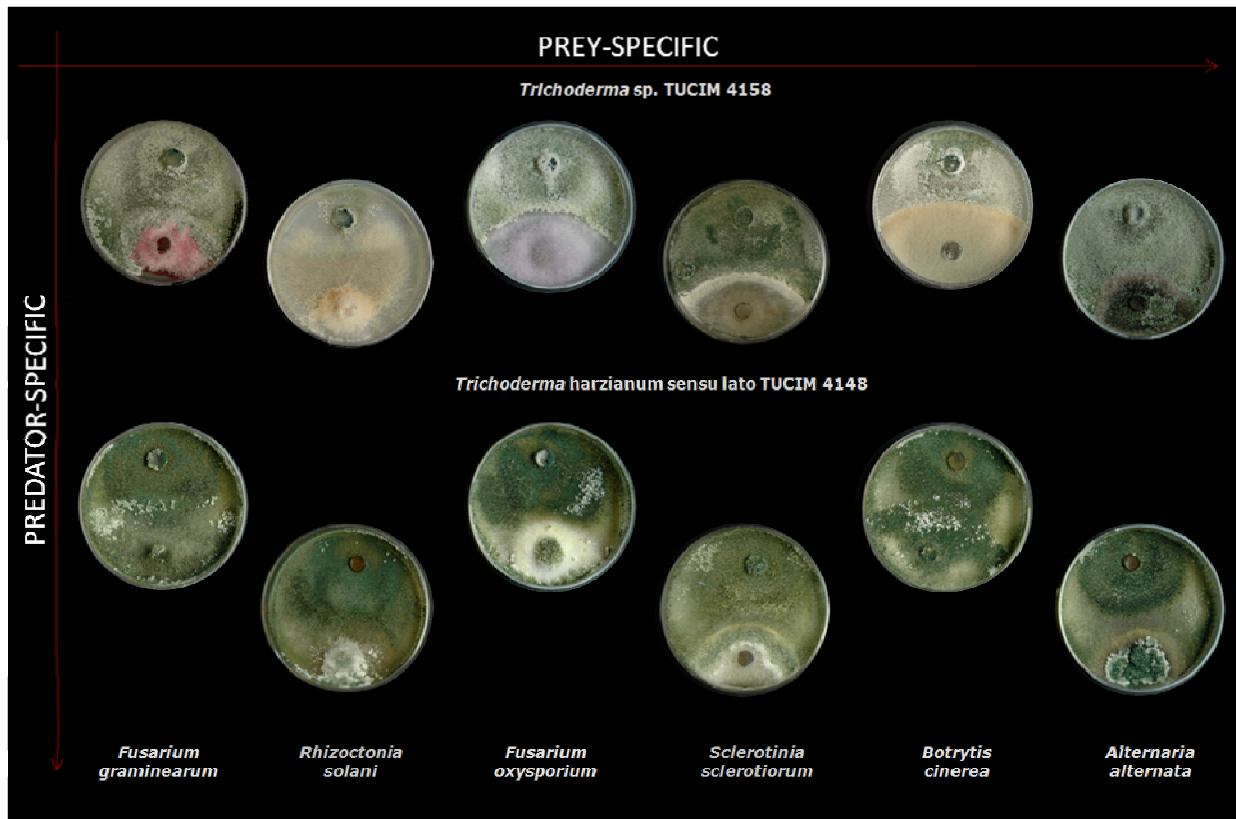 PREY-SPECIFIC
Trichoderma sp. TUCIM 4158
PREDATOR-SPECIFIC
Trichoderma harzianum sensu lato TUCIM 4148
Fusarium
graminearum
Rhizoctonia
solani
Fusarium
oxysporium
Sclerotinia
sclerotiorum
Botrytis
cinerea
Alternaria
alternata